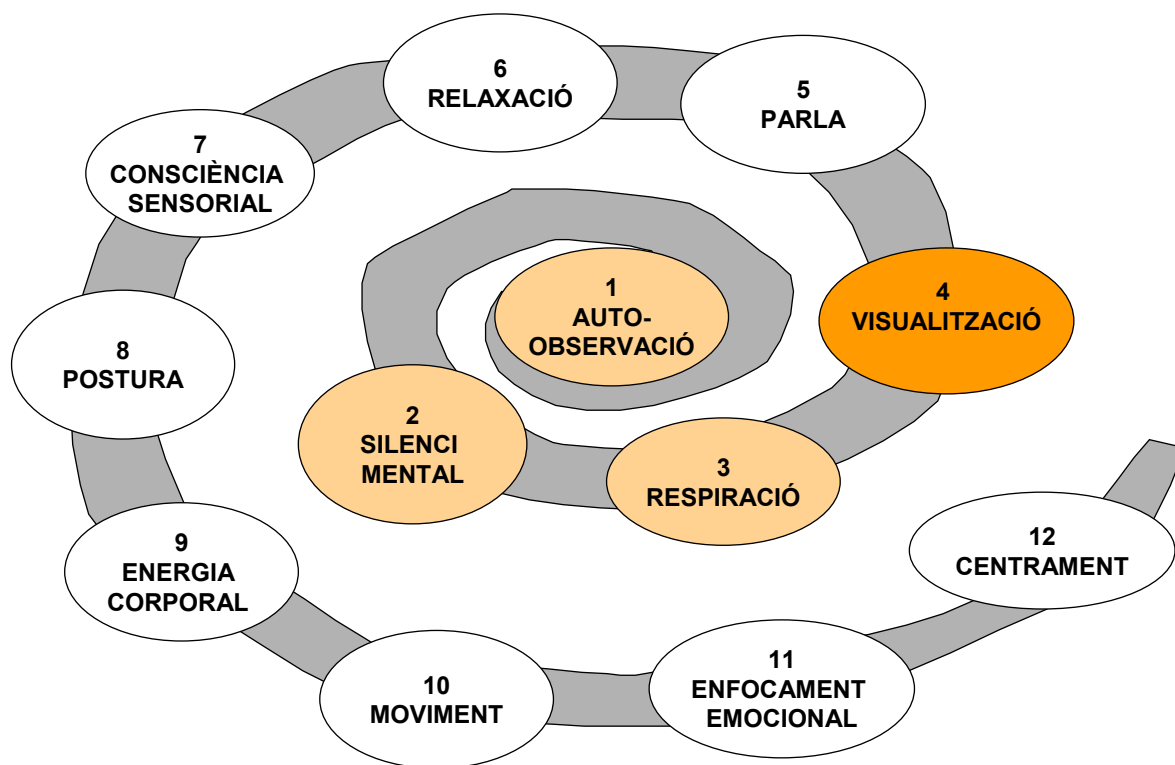 1
AUTO-
OBSERVACIÓ
2
SILENCI
MENTAL
3
RESPIRACIÓ
4
VISUALITZACIÓ
5
PARLA
6
RELAXACIÓ
7
CONSCIÈNCIA
SENSORIAL
8
POSTURA
9
ENERGIA
CORPORAL
10
MOVIMENT
11
ENFOCAMENT
EMOCIONAL
12
CENTRAMENT